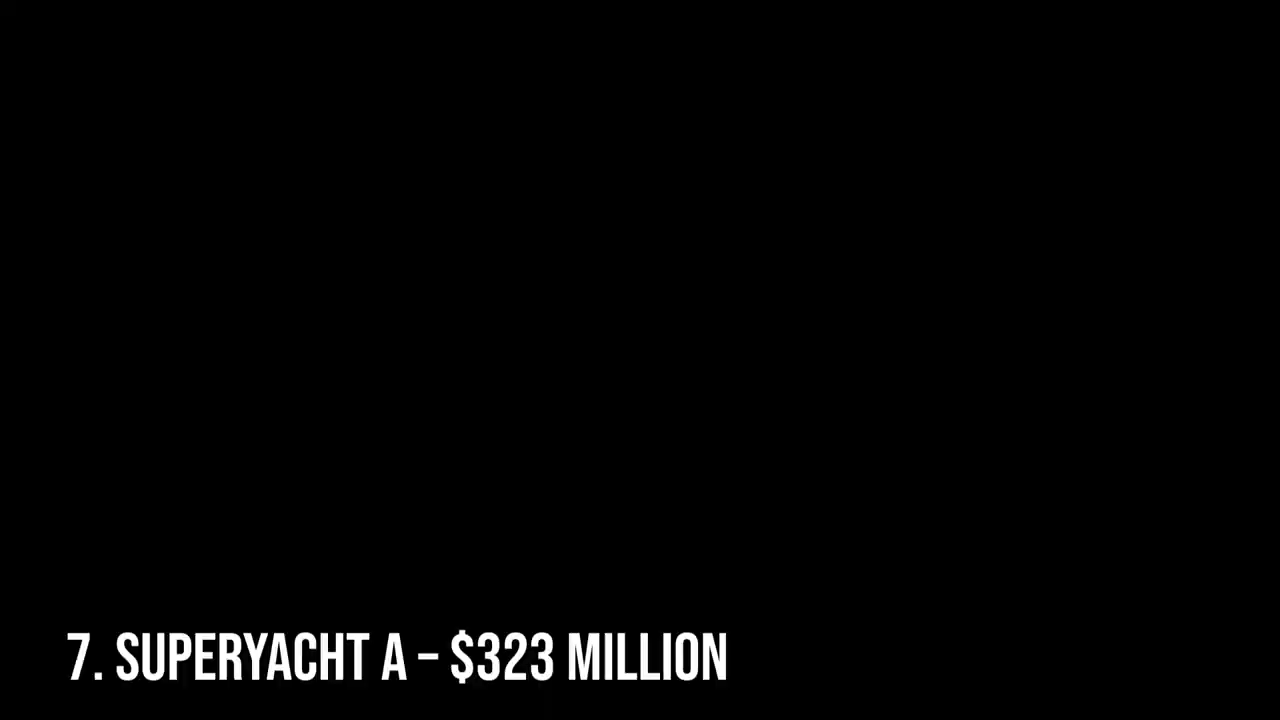 7. SUPERYACHT A – $323 MILLION